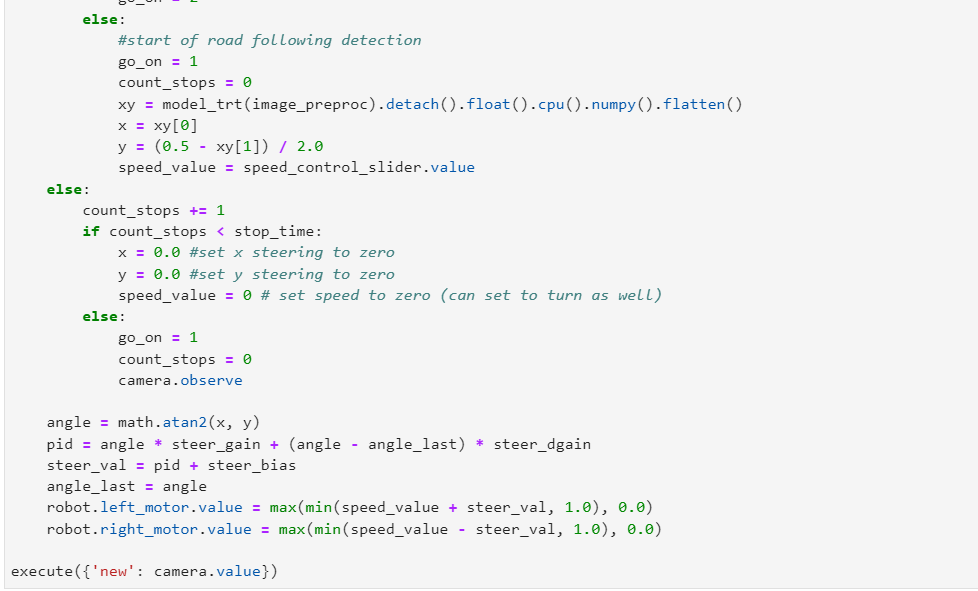 go_on = 2
        else:
            #start of road following detection
            go_on = 1
            count_stops = 0
            xy = model_trt(image_preproc).detach().float().cpu().numpy().flatten()
            x = xy[0]
            y = (0.5 - xy[1]) / 2.0
            speed_value = speed_control_slider.value
    else:
        count_stops += 1
        if count_stops < stop_time:
            x = 0.0 #set x steering to zero
            y = 0.0 #set y steering to zero
            speed_value = 0 # set speed to zero (can set to turn as well)
        else:
            go_on = 1
            count_stops = 0
            camera.observe

    angle = math.atan2(x, y)
    pid = angle * steer_gain + (angle - angle_last) * steer_dgain
    steer_val = pid + steer_bias
    angle_last = angle
    robot.left_motor.value = max(min(speed_value + steer_val, 1.0), 0.0)
    robot.right_motor.value = max(min(speed_value - steer_val, 1.0), 0.0)

execute({'new': camera.value})